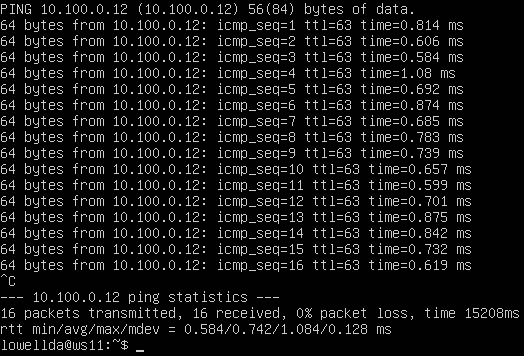 PING 10.100.0.12 (10.100.0.12) 56(84) bytes of data.
64 bytes from 10.100.0.12: icmp_seq=1 ttl=63 time=0.814 ms
64 bytes from 10.100.0.12: icmp_seq=2 ttl=63 time=0.606 ms
64 bytes from 10.100.0.12: icmp_seq=3 ttl=63 time=0.584 ms
64 bytes from 10.100.0.12: icmp_seq=4 ttl=63 time=1.08 ms
64 bytes from 10.100.0.12: icmp_seq=5 ttl=63 time=0.692 ms
64 bytes from 10.100.0.12: icmp_seq=6 ttl=63 time=0.874 ms
64 bytes from 10.100.0.12: icmp_seq=7 ttl=63 time=0.685 ms
64 bytes from 10.100.0.12: icmp_seq=8 ttl=63 time=0.783 ms
64 bytes from 10.100.0.12: icmp_seq=9 ttl=63 time=0.739 ms
64 bytes from 10.100.0.12: icmp_seq=10 ttl=63 time=0.657 ms
64 bytes from 10.100.0.12: icmp_seq=11 ttl=63 time=0.599 ms
64 bytes from 10.100.0.12: icmp_seq=12 ttl=63 time=0.701 ms
64 bytes from 10.100.0.12: icmp_seq=13 ttl=63 time=0.875 ms
64 bytes from 10.100.0.12: icmp_seq=14 ttl=63 time=0.842 ms
64 bytes from 10.100.0.12: icmp_seq=15 ttl=63 time=0.732 ms
64 bytes from 10.100.0.12: icmp_seq=16 ttl=63 time=0.619 ms
^C
--- 10.100.0.12 ping statistics ---
16 packets transmitted, 16 received, 0% packet loss, time 15208ms
rtt min/avg/max/mdev = 0.584/0.742/1.084/0.128 ms
lowellda@ws11:~$ _